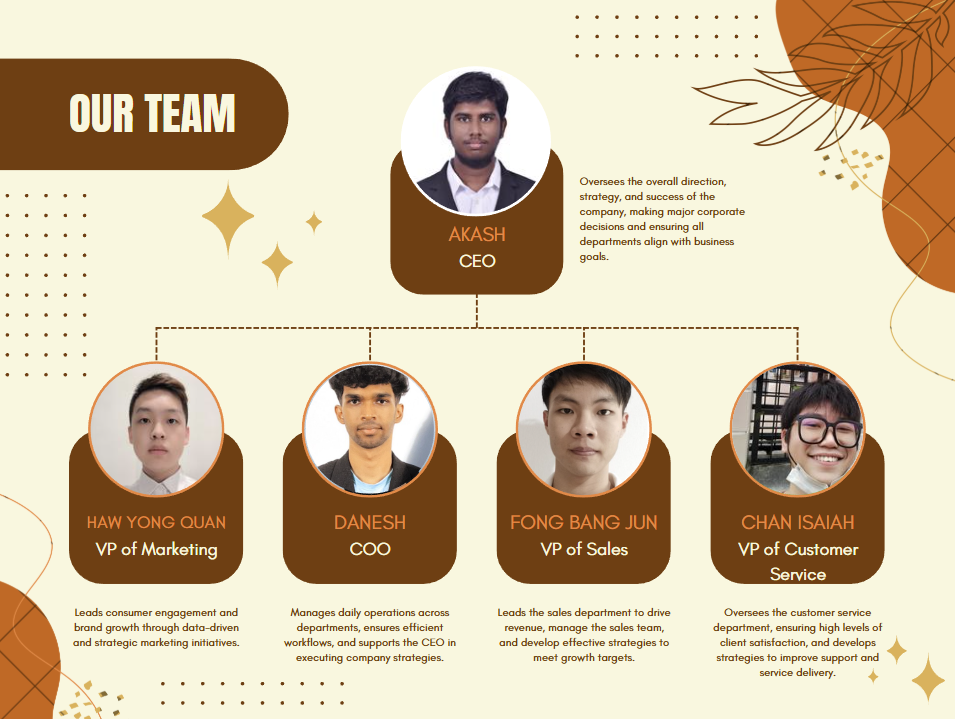 OUR TEAM
AKASH
CEO
Oversees the overall direction,
strategy, and success of the
company, making major corporate
decisions and ensuring all
departments align with business
goals.
HAW YONG QUAN
VP of Marketing
Leads consumer engagement and
brand growth through data-driven
and strategic marketing initiatives.
DANESH
COO
Manages daily operations across
departments, ensures efficient
workflows, and supports the CEO in
executing company strategies.
FONG BANG JUN
VP of Sales
Leads the sales department to drive
revenue, manage the sales team,
and develop effective strategies to
meet growth targets.
CHAN ISAIAH
VP of Customer
Service
Oversees the customer service
department, ensuring high levels of
client satisfaction, and develops
strategies to improve support and
service delivery.